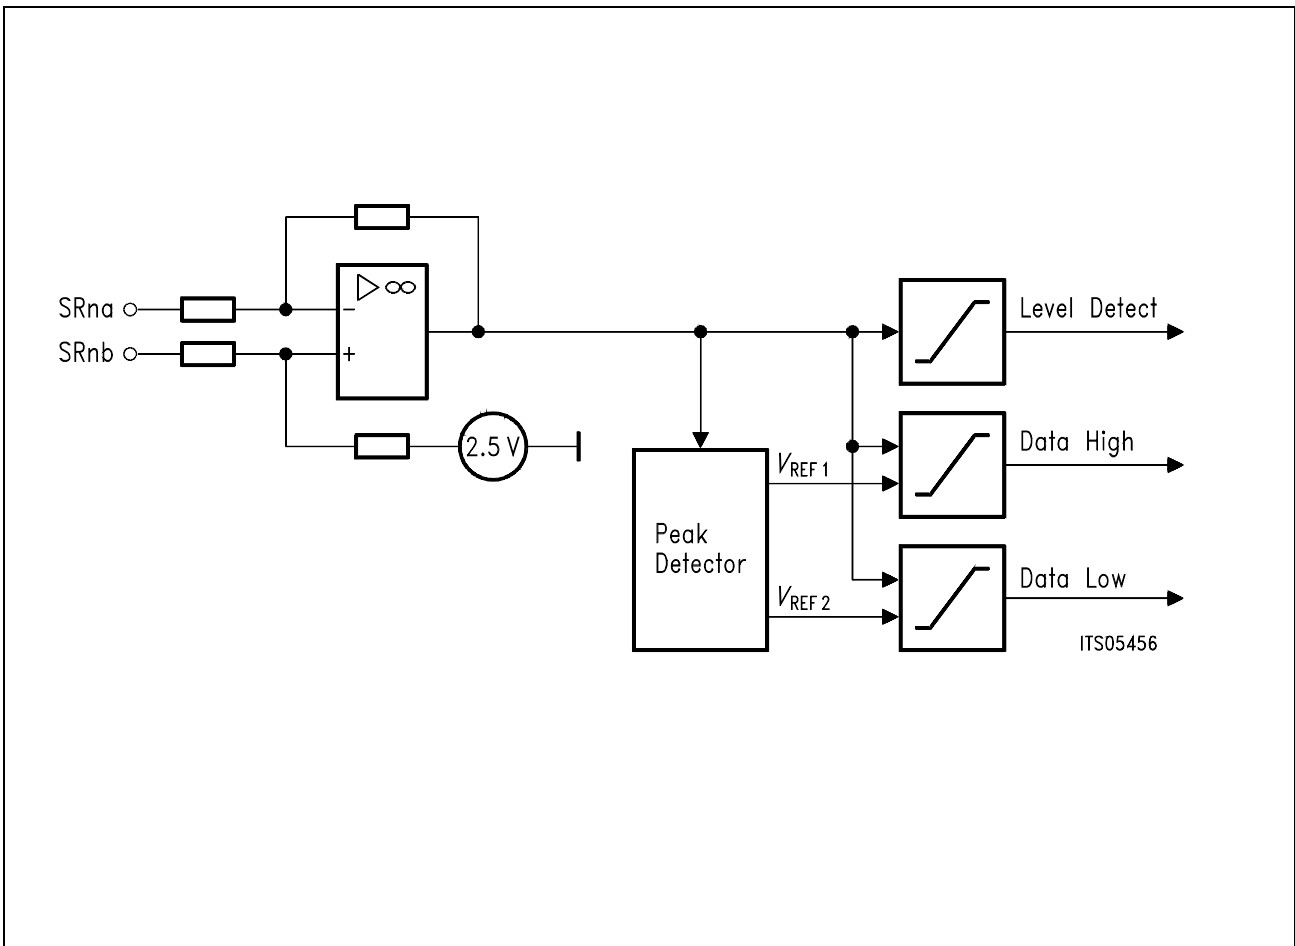 SRna
SRnb
▷ ∞
−
+
2.5 V
Peak
Detector
VREF 1
VREF 2
Level Detect
Data High
Data Low
ITS05456